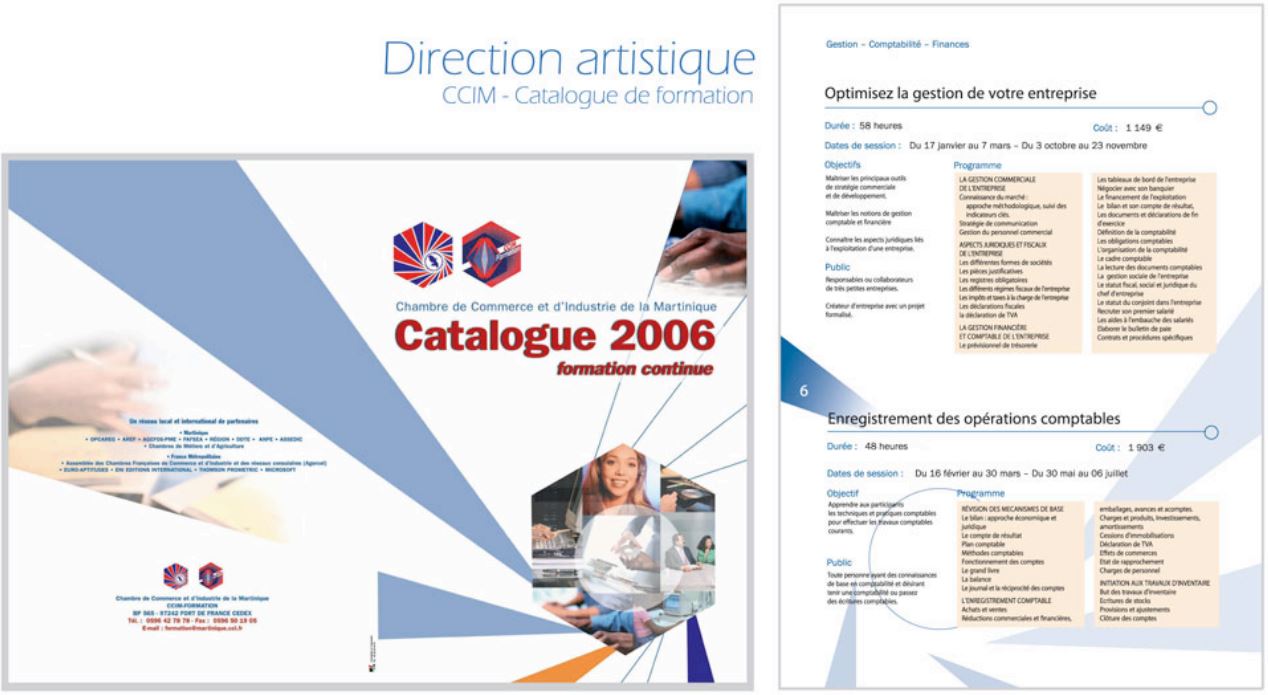 Direction artistique
CCIM - Catalogue de formation
CCIM
Formation
Chambre de Commerce et d'Industrie de la Martinique
Catalogue 2006
formation continue
Un réseau local et international de partenaires
• Martinique
• OPCAREG • AREF • AGEFOS-PME • FAFSEA • RÉGION • DDTE • ANPE • ASSEDIC
• Chambres de Métiers et d'Agriculture
• France Métropolitaine
• Assemblée des Chambres Françaises de Commerce et d'Industrie et des réseaux consulaires (Agercel)
• EURO-APTITUDES • ENI EDITIONS INTERNATIONAL • THOMSON PROMETRIC • MICROSOFT
Chambre de Commerce et d'Industrie de la Martinique
CCIM-FORMATION
BP 565 - 97242 FORT DE FRANCE CEDEX
Tél. : 0596 42 78 78 - Fax : 0596 50 19 05
E-mail : formation@martinique.cci.fr
Gestion – Comptabilité – Finances
Optimisez la gestion de votre entreprise
Durée : 58 heures
Coût : 1 149 €
Dates de session : Du 17 janvier au 7 mars – Du 3 octobre au 23 novembre
Objectifs
Maîtriser les principaux outils
de stratégie commerciale
et de développement.
Maîtriser les notions de gestion
comptable et financière
Connaître les aspects juridiques liés
à l'exploitation d'une entreprise.
Public
Responsables ou collaborateurs
de très petites entreprises.
Créateur d'entreprise avec un projet
formalisé.
Programme
LA GESTION COMMERCIALE
DE L'ENTREPRISE
Connaissance du marché :
approche méthodologique, suivi des
indicateurs clés.
Stratégie de communication
Gestion du personnel commercial
ASPECTS JURIDIQUES ET FISCAUX
DE L'ENTREPRISE
Les différentes formes de sociétés
Les pièces justificatives
Les registres obligatoires
Les différents régimes fiscaux de l'entreprise
Les impôts et taxes à la charge de l'entreprise
Les déclarations fiscales
la déclaration de TVA
LA GESTION FINANCIÈRE
ET COMPTABLE DE L'ENTREPRISE
Le prévisionnel de trésorerie
Les tableaux de bord de l'entreprise
Négocier avec son banquier
Le financement de l'exploitation
Le bilan et son compte de résultat,
Les documents et déclarations de fin
d'exercice
Définition de la comptabilité
Les obligations comptables
L'organisation de la comptabilité
Le cadre comptable
La lecture des documents comptables
La gestion sociale de l'entreprise
Le statut fiscal, social et juridique du
chef d'entreprise
Le statut du conjoint dans l'entreprise
Recruter son premier salarié
Les aides à l'embauche des salariés
Elaborer le bulletin de paie
Contrats et procédures spécifiques
6
Enregistrement des opérations comptables
Durée : 48 heures
Coût : 1 903 €
Dates de session : Du 16 février au 30 mars – Du 30 mai au 06 juillet
Objectif
Apprendre aux participants
les techniques et pratiques comptables
pour effectuer les travaux comptables
courants.
Public
Toute personne ayant des connaissances
de base en comptabilité et désirant
tenir une comptabilité ou passez
des écritures comptables.
Programme
RÉVISION DES MECANISMES DE BASE
Le bilan : approche économique et
juridique
Le compte de résultat
Plan comptable
Méthodes comptables
Fonctionnement des comptes
Le grand livre
La balance
Le journal et la réciprocité des comptes
L'ENREGISTREMENT COMPTABLE
Achats et ventes
Réductions commerciales et financières,
emballages, avances et acomptes.
Charges et produits, investissements,
amortissements
Cessions d'immobilisations
Déclaration de TVA
Effets de commerces
Etat de rapprochement
Charges de personnel
INITIATION AUX TRAVAUX D'INVENTAIRE
But des travaux d'inventaire
Ecritures de stocks
Provisions et ajustements
Clôture des comptes